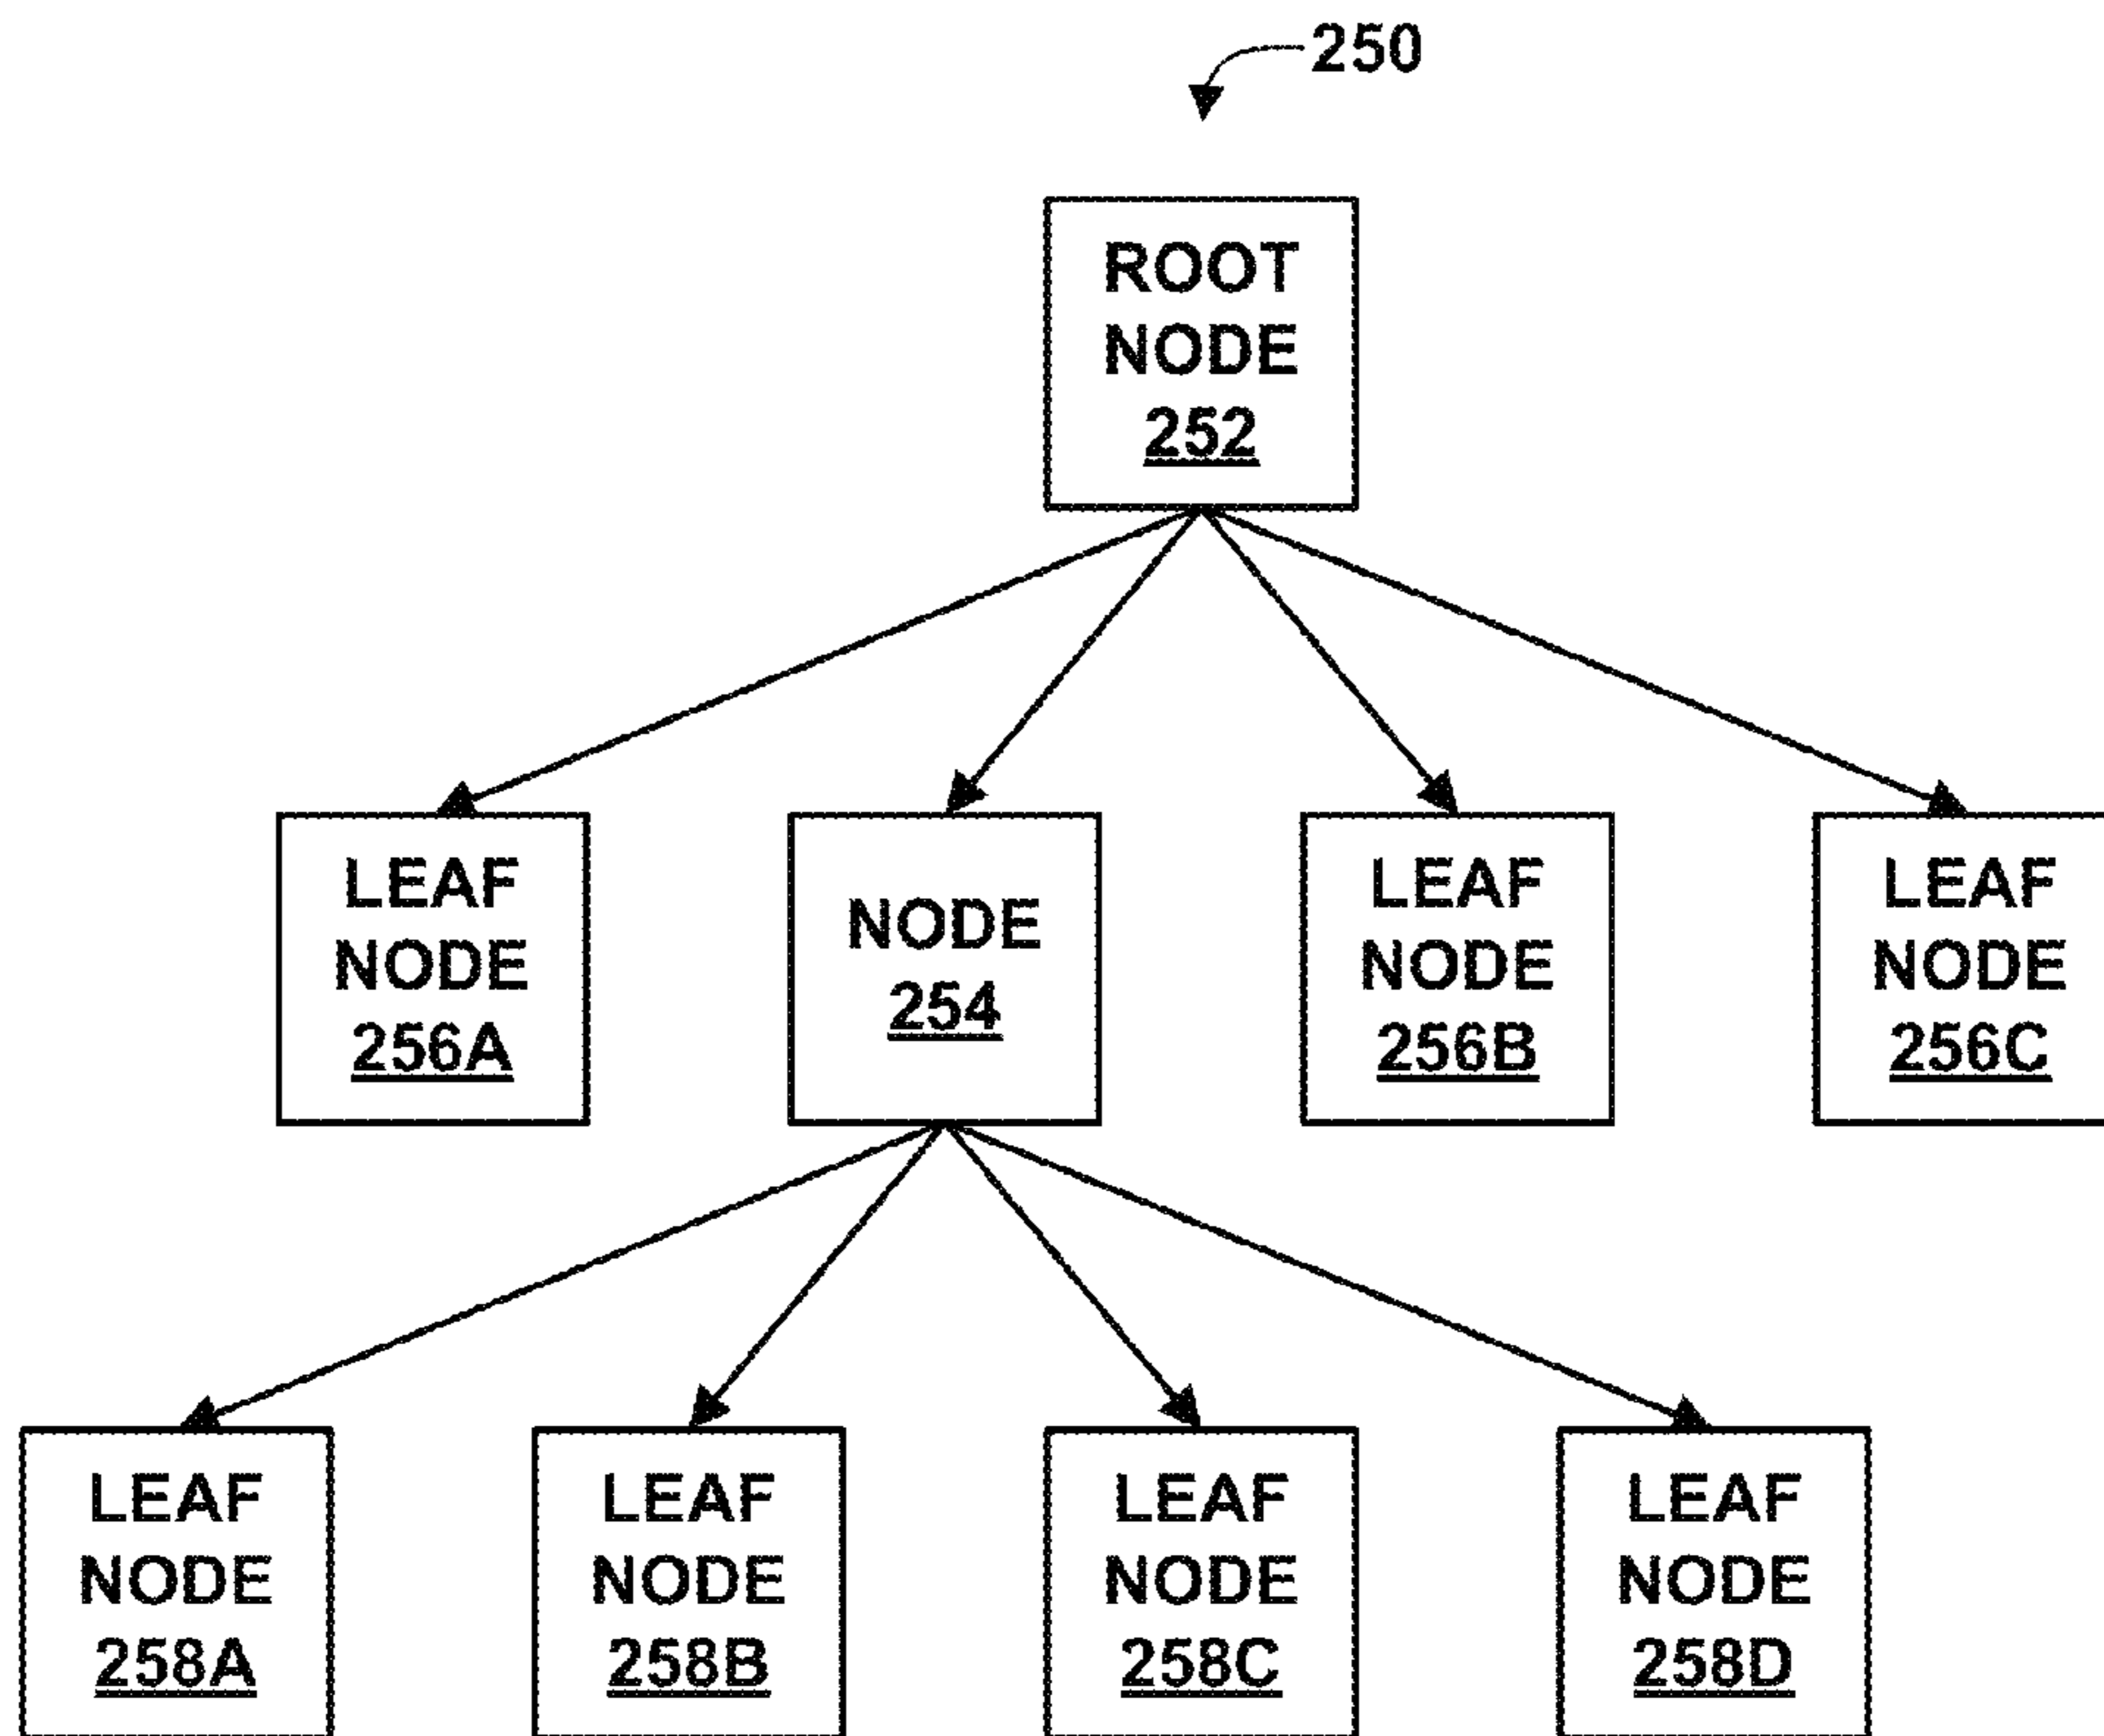 250
ROOT
NODE
252
LEAF
NODE
256A
NODE
254
LEAF
NODE
256B
LEAF
NODE
256C
LEAF
NODE
258A
LEAF
NODE
258B
LEAF
NODE
258C
LEAF
NODE
258D